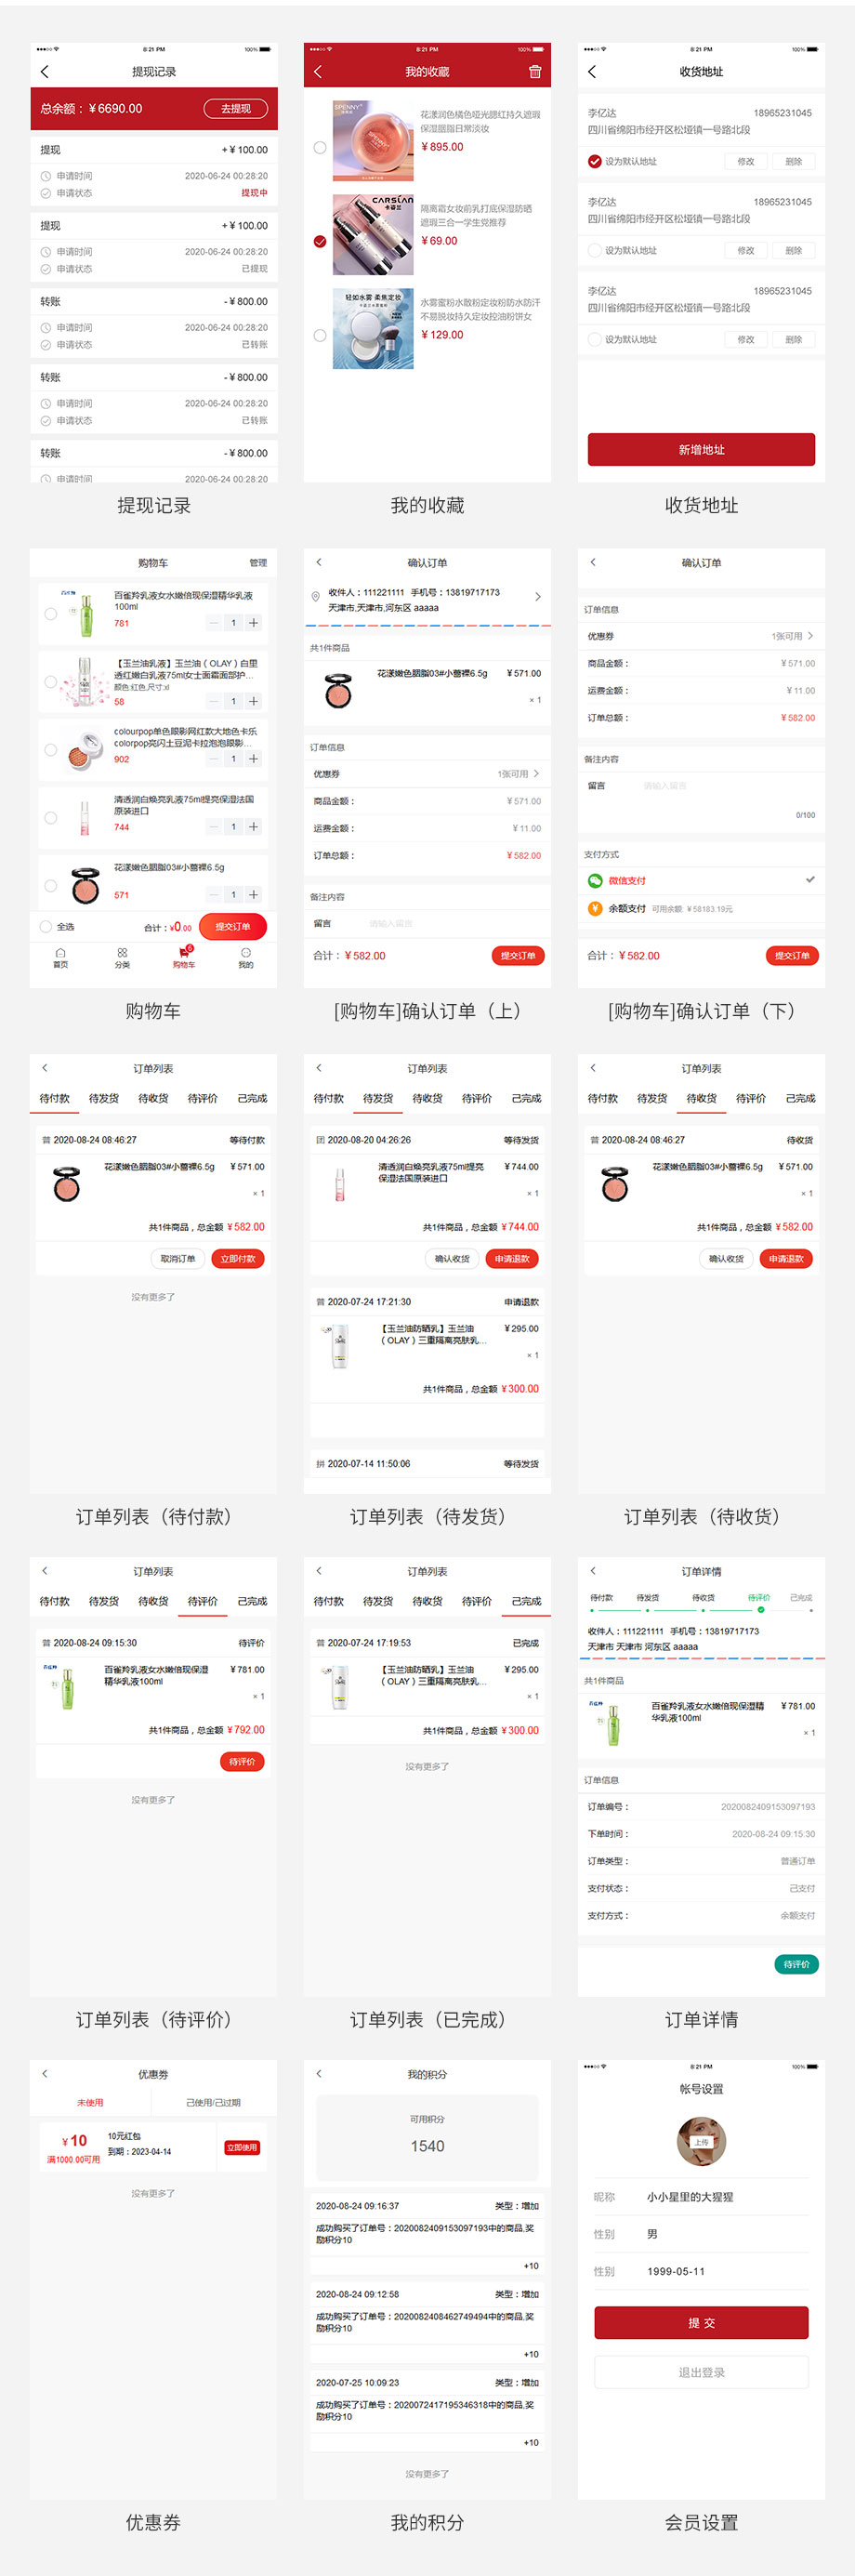 8:21 PM
100%
提现记录
总余额：￥6690.00
去提现
提现
+￥100.00
申请时间
2020-06-24 00:28:20
申请状态
提现中
提现
+￥100.00
申请时间
2020-06-24 00:28:20
申请状态
已提现
转账
-￥800.00
申请时间
2020-06-24 00:28:20
申请状态
已转账
转账
-￥800.00
申请时间
2020-06-24 00:28:20
申请状态
已转账
转账
-￥800.00
申请时间
2020-06-24 00:28:20
提现记录
8:21 PM
100%
我的收藏
花漾润色橘色哑光腮红持久遮瑕
保湿胭脂日常淡妆
￥895.00
CARSLAN
卡姿兰
隔离霜女妆前乳打底保湿防晒
遮瑕三合一学生党推荐
￥69.00
轻如水雾 柔焦定妆
水雾蜜粉水散粉定妆粉防水防汗
不易脱妆持久定妆控油粉饼女
￥129.00
我的收藏
8:21 PM
100%
收货地址
李亿达
18965231045
四川省绵阳市经开区松垭镇一号路北段
设为默认地址
修改
删除
李亿达
18965231045
四川省绵阳市经开区松垭镇一号路北段
设为默认地址
修改
删除
李亿达
18965231045
四川省绵阳市经开区松垭镇一号路北段
设为默认地址
修改
删除
新增地址
收货地址
购物车
管理
百雀羚乳液女水嫩倍现保湿精华乳液
100ml
781
1
【玉兰油乳液】玉兰油（OLAY）白里
透红嫩白乳液75ml女士面霜面部护...
颜色:红色,尺寸:xl
58
1
colourpop单色眼影网红款大地色卡乐
colorpop亮闪土豆泥卡拉泡泡眼影...
902
1
清透润白焕亮乳液75ml提亮保湿法国
原装进口
744
1
花漾嫩色胭脂03#小蔷裸6.5g
571
1
全选
合计：¥0.00
提交订单
首页
分类
6
购物车
我的
购物车
确认订单
收件人：111221111 手机号：13819717173
天津市,天津市,河东区 aaaaa
共1件商品
花漾嫩色胭脂03#小蔷裸6.5g
￥571.00
× 1
订单信息
优惠券
1张可用
商品金额：
￥571.00
运费金额：
￥11.00
订单总额：
￥582.00
备注内容
留言
请输入留言
合计：￥582.00
提交订单
[购物车]确认订单（上）
确认订单
订单信息
优惠券
1张可用
商品金额：
￥571.00
运费金额：
￥11.00
订单总额：
￥582.00
备注内容
留言
请输入留言
0/100
支付方式
微信支付
余额支付 可用余额 ￥58183.19元
合计：￥582.00
提交订单
[购物车]确认订单（下）
订单列表
待付款 待发货 待收货 待评价 已完成
普 2020-08-24 08:46:27
等待付款
花漾嫩色胭脂03#小蔷裸6.5g
￥571.00
× 1
共1件商品，总金额 ￥582.00
取消订单
立即付款
没有更多了
订单列表（待付款）
订单列表
待付款 待发货 待收货 待评价 已完成
团 2020-08-20 04:26:26
等待发货
清透润白焕亮乳液75ml提亮
保湿法国原装进口
￥744.00
× 1
共1件商品，总金额 ￥744.00
确认收货
申请退款
普 2020-07-24 17:21:30
申请退款
【玉兰油防晒乳】玉兰油
（OLAY）三重隔离亮肤乳...
￥295.00
× 1
共1件商品，总金额 ￥300.00
拼 2020-07-14 11:50:06
等待发货
订单列表（待发货）
订单列表
待付款 待发货 待收货 待评价 已完成
普 2020-08-24 08:46:27
待收货
花漾嫩色胭脂03#小蔷裸6.5g
￥571.00
× 1
共1件商品，总金额 ￥582.00
确认收货
申请退款
订单列表（待收货）
订单列表
待付款 待发货 待收货 待评价 已完成
普 2020-08-24 09:15:30
待评价
百雀羚乳液女水嫩倍现保湿
精华乳液100ml
￥781.00
× 1
共1件商品，总金额 ￥792.00
待评价
没有更多了
订单列表（待评价）
订单列表
待付款 待发货 待收货 待评价 已完成
普 2020-07-24 17:19:53
已完成
【玉兰油防晒乳】玉兰油
（OLAY）三重隔离亮肤乳...
￥295.00
× 1
共1件商品，总金额 ￥300.00
没有更多了
订单列表（已完成）
订单详情
待付款 待发货 待收货 待评价 已完成
收件人：111221111 手机号：13819717173
天津市 天津市 河东区 aaaaa
共1件商品
百雀羚乳液女水嫩倍现保湿精
华乳液100ml
￥781.00
× 1
订单信息
订单编号：
2020082409153097193
下单时间：
2020-08-24 09:15:30
订单类型：
普通订单
支付状态：
已支付
支付方式：
余额支付
待评价
订单详情
优惠券
未使用
已使用/已过期
￥10
满1000.00可用
10元红包
到期：2023-04-14
立即使用
没有更多了
优惠券
我的积分
可用积分
1540
2020-08-24 09:16:37
类型：增加
成功购买了订单号：2020082409153097193中的商品,奖
励积分10
+10
2020-08-24 09:12:58
类型：增加
成功购买了订单号：2020082408462749494中的商品,奖
励积分10
+10
2020-07-25 10:09:23
类型：增加
成功购买了订单号：2020072417195346318中的商品,奖
励积分10
+10
没有更多了
我的积分
8:21 PM
100%
帐号设置
上传
昵称
小小星里的大猩猩
性别
男
性别
1999-05-11
提 交
退出登录
会员设置